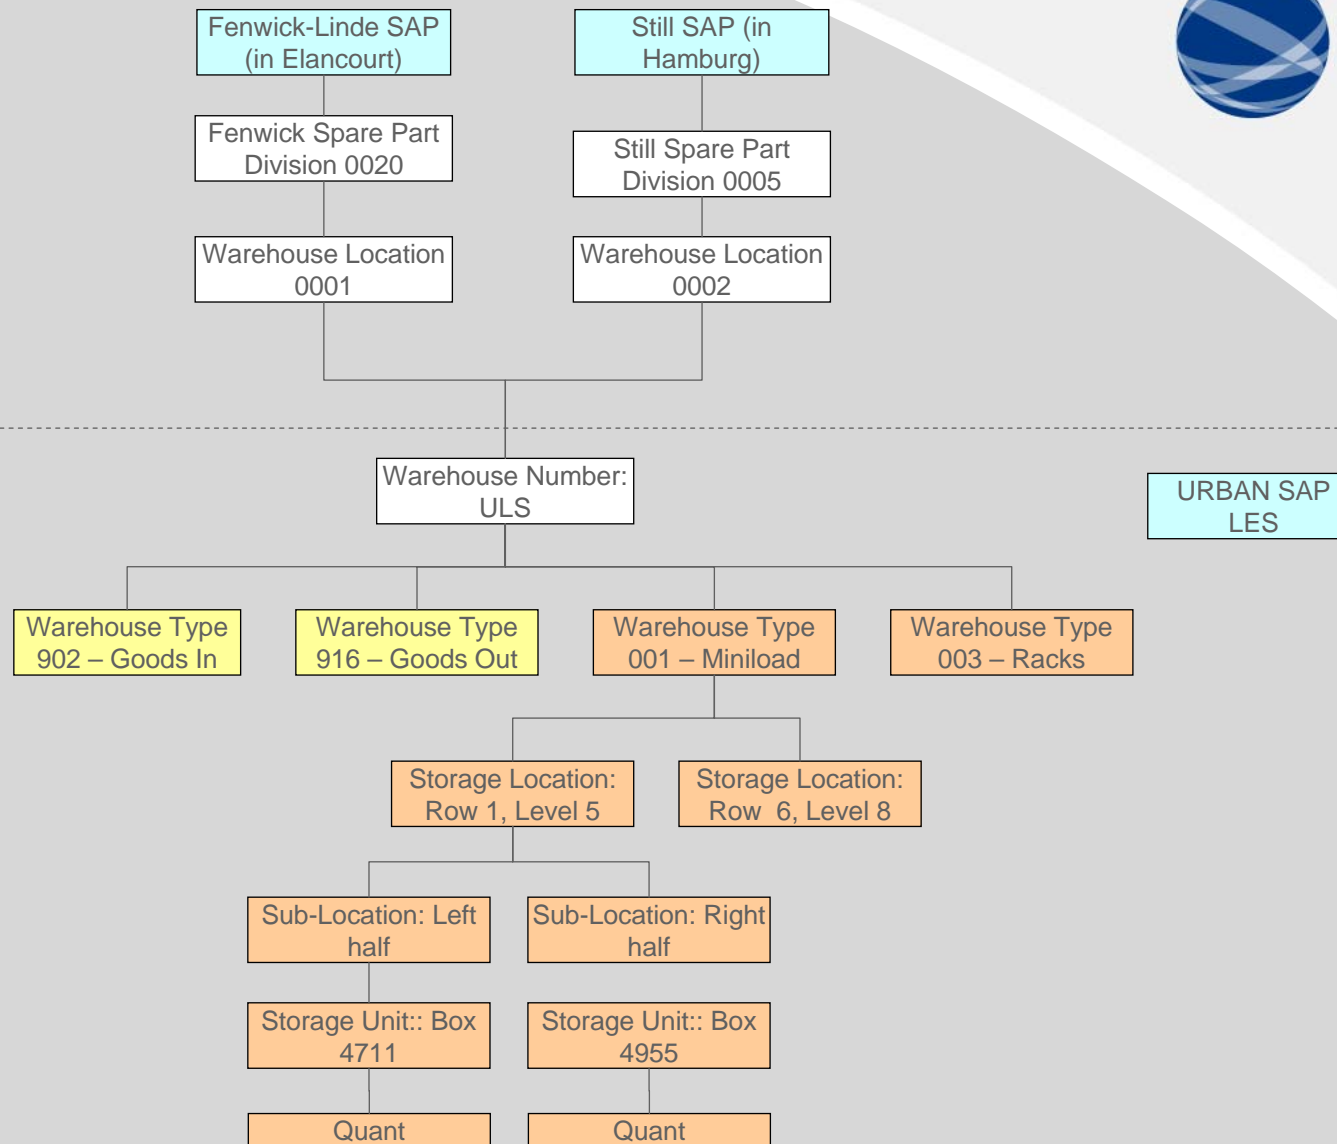 Fenwick-Linde SAP
(in Elancourt)
Still SAP (in
Hamburg)
Fenwick Spare Part
Division 0020
Still Spare Part
Division 0005
Warehouse Location
0001
Warehouse Location
0002
Warehouse Number:
ULS
URBAN SAP
LES
Warehouse Type
902 – Goods In
Warehouse Type
916 – Goods Out
Warehouse Type
001 – Miniload
Warehouse Type
003 – Racks
Storage Location:
Row 1, Level 5
Storage Location:
Row  6, Level 8
Sub-Location: Left
half
Sub-Location: Right
half
Storage Unit:: Box
4711
Storage Unit:: Box
4955
Quant
Quant